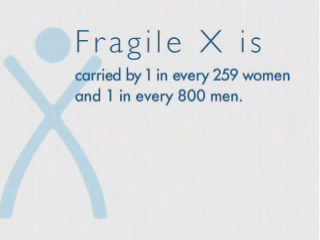 Fragile X is
carried by 1 in every 259 women
and 1 in every 800 men.